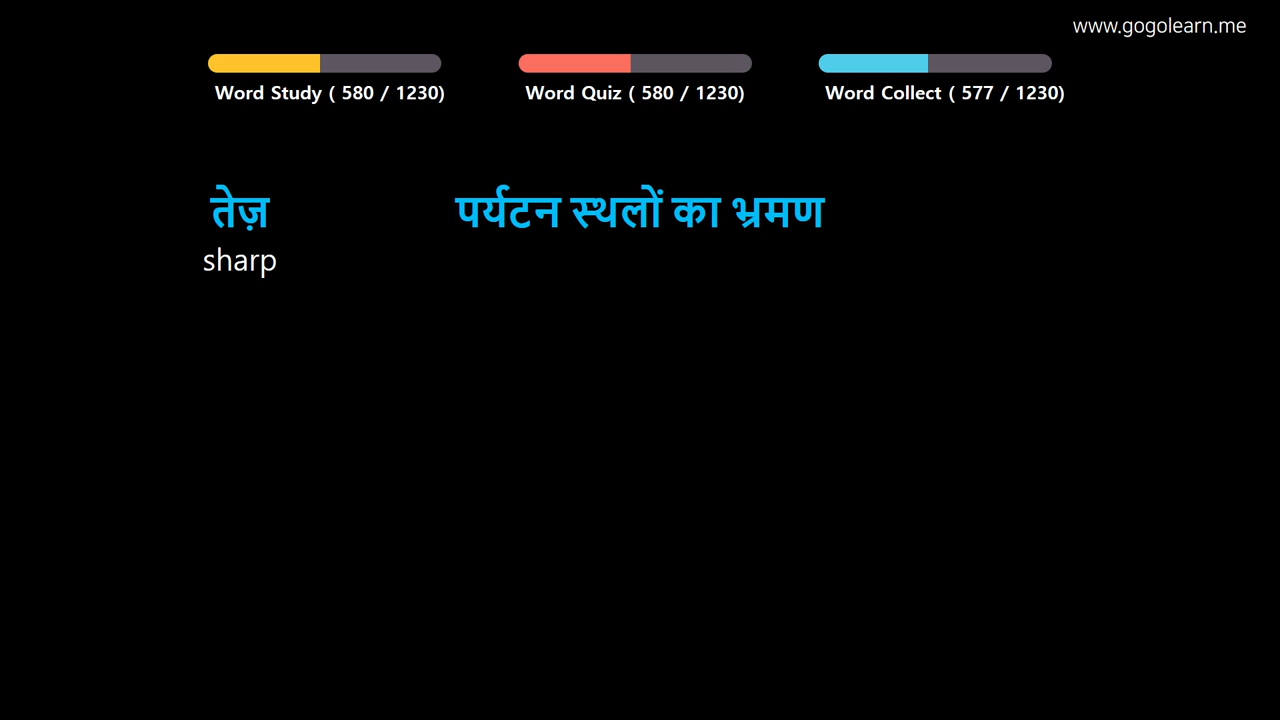 www.gogolearn.me
Word Study ( 580 / 1230)
Word Quiz ( 580 / 1230)
Word Collect ( 577 / 1230)
तेज़
पर्यटन स्थलों का भ्रमण
sharp